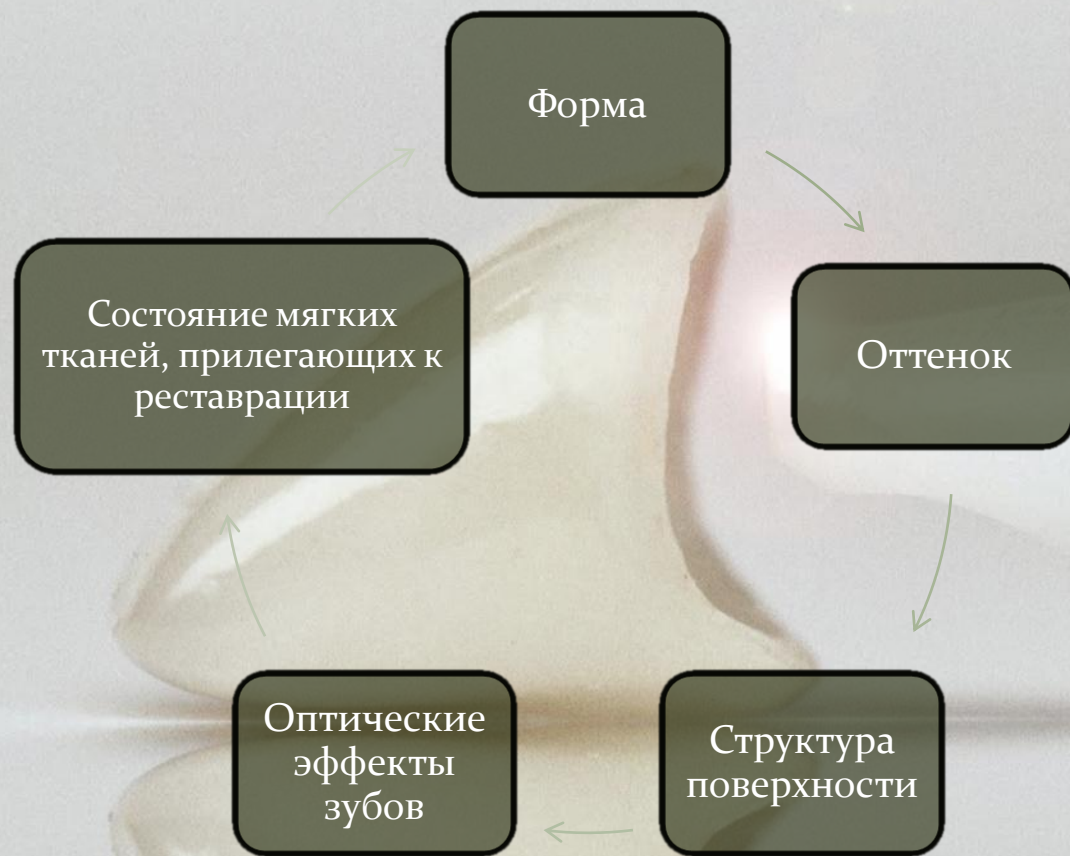 Форма
Оттенок
Структура
поверхности
Оптические
эффекты
зубов
Состояние мягких
тканей, прилегающих к
реставрации